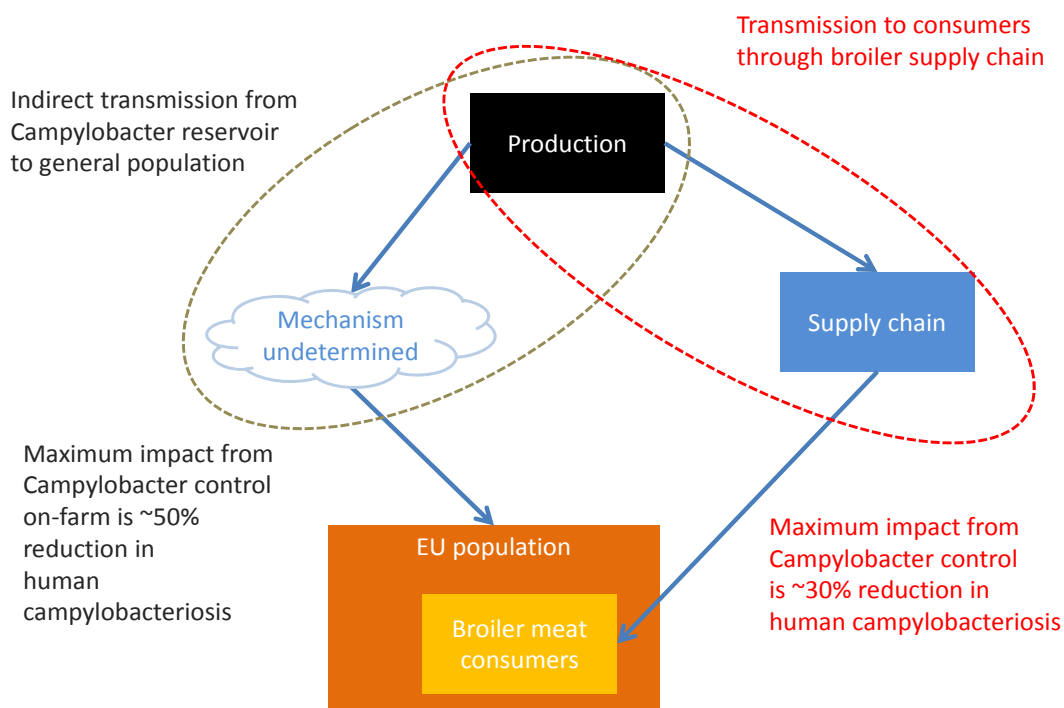 Transmission to consumers
through broiler supply chain
Indirect transmission from
Campylobacter reservoir
to general population
Production
Mechanism
undetermined
Supply chain
Maximum impact from
Campylobacter control
on-farm is ~50%
reduction in
human
campylobacteriosis
EU population
Maximum impact from
Campylobacter control
is ~30% reduction in
human campylobacteriosis
Broiler meat
consumers